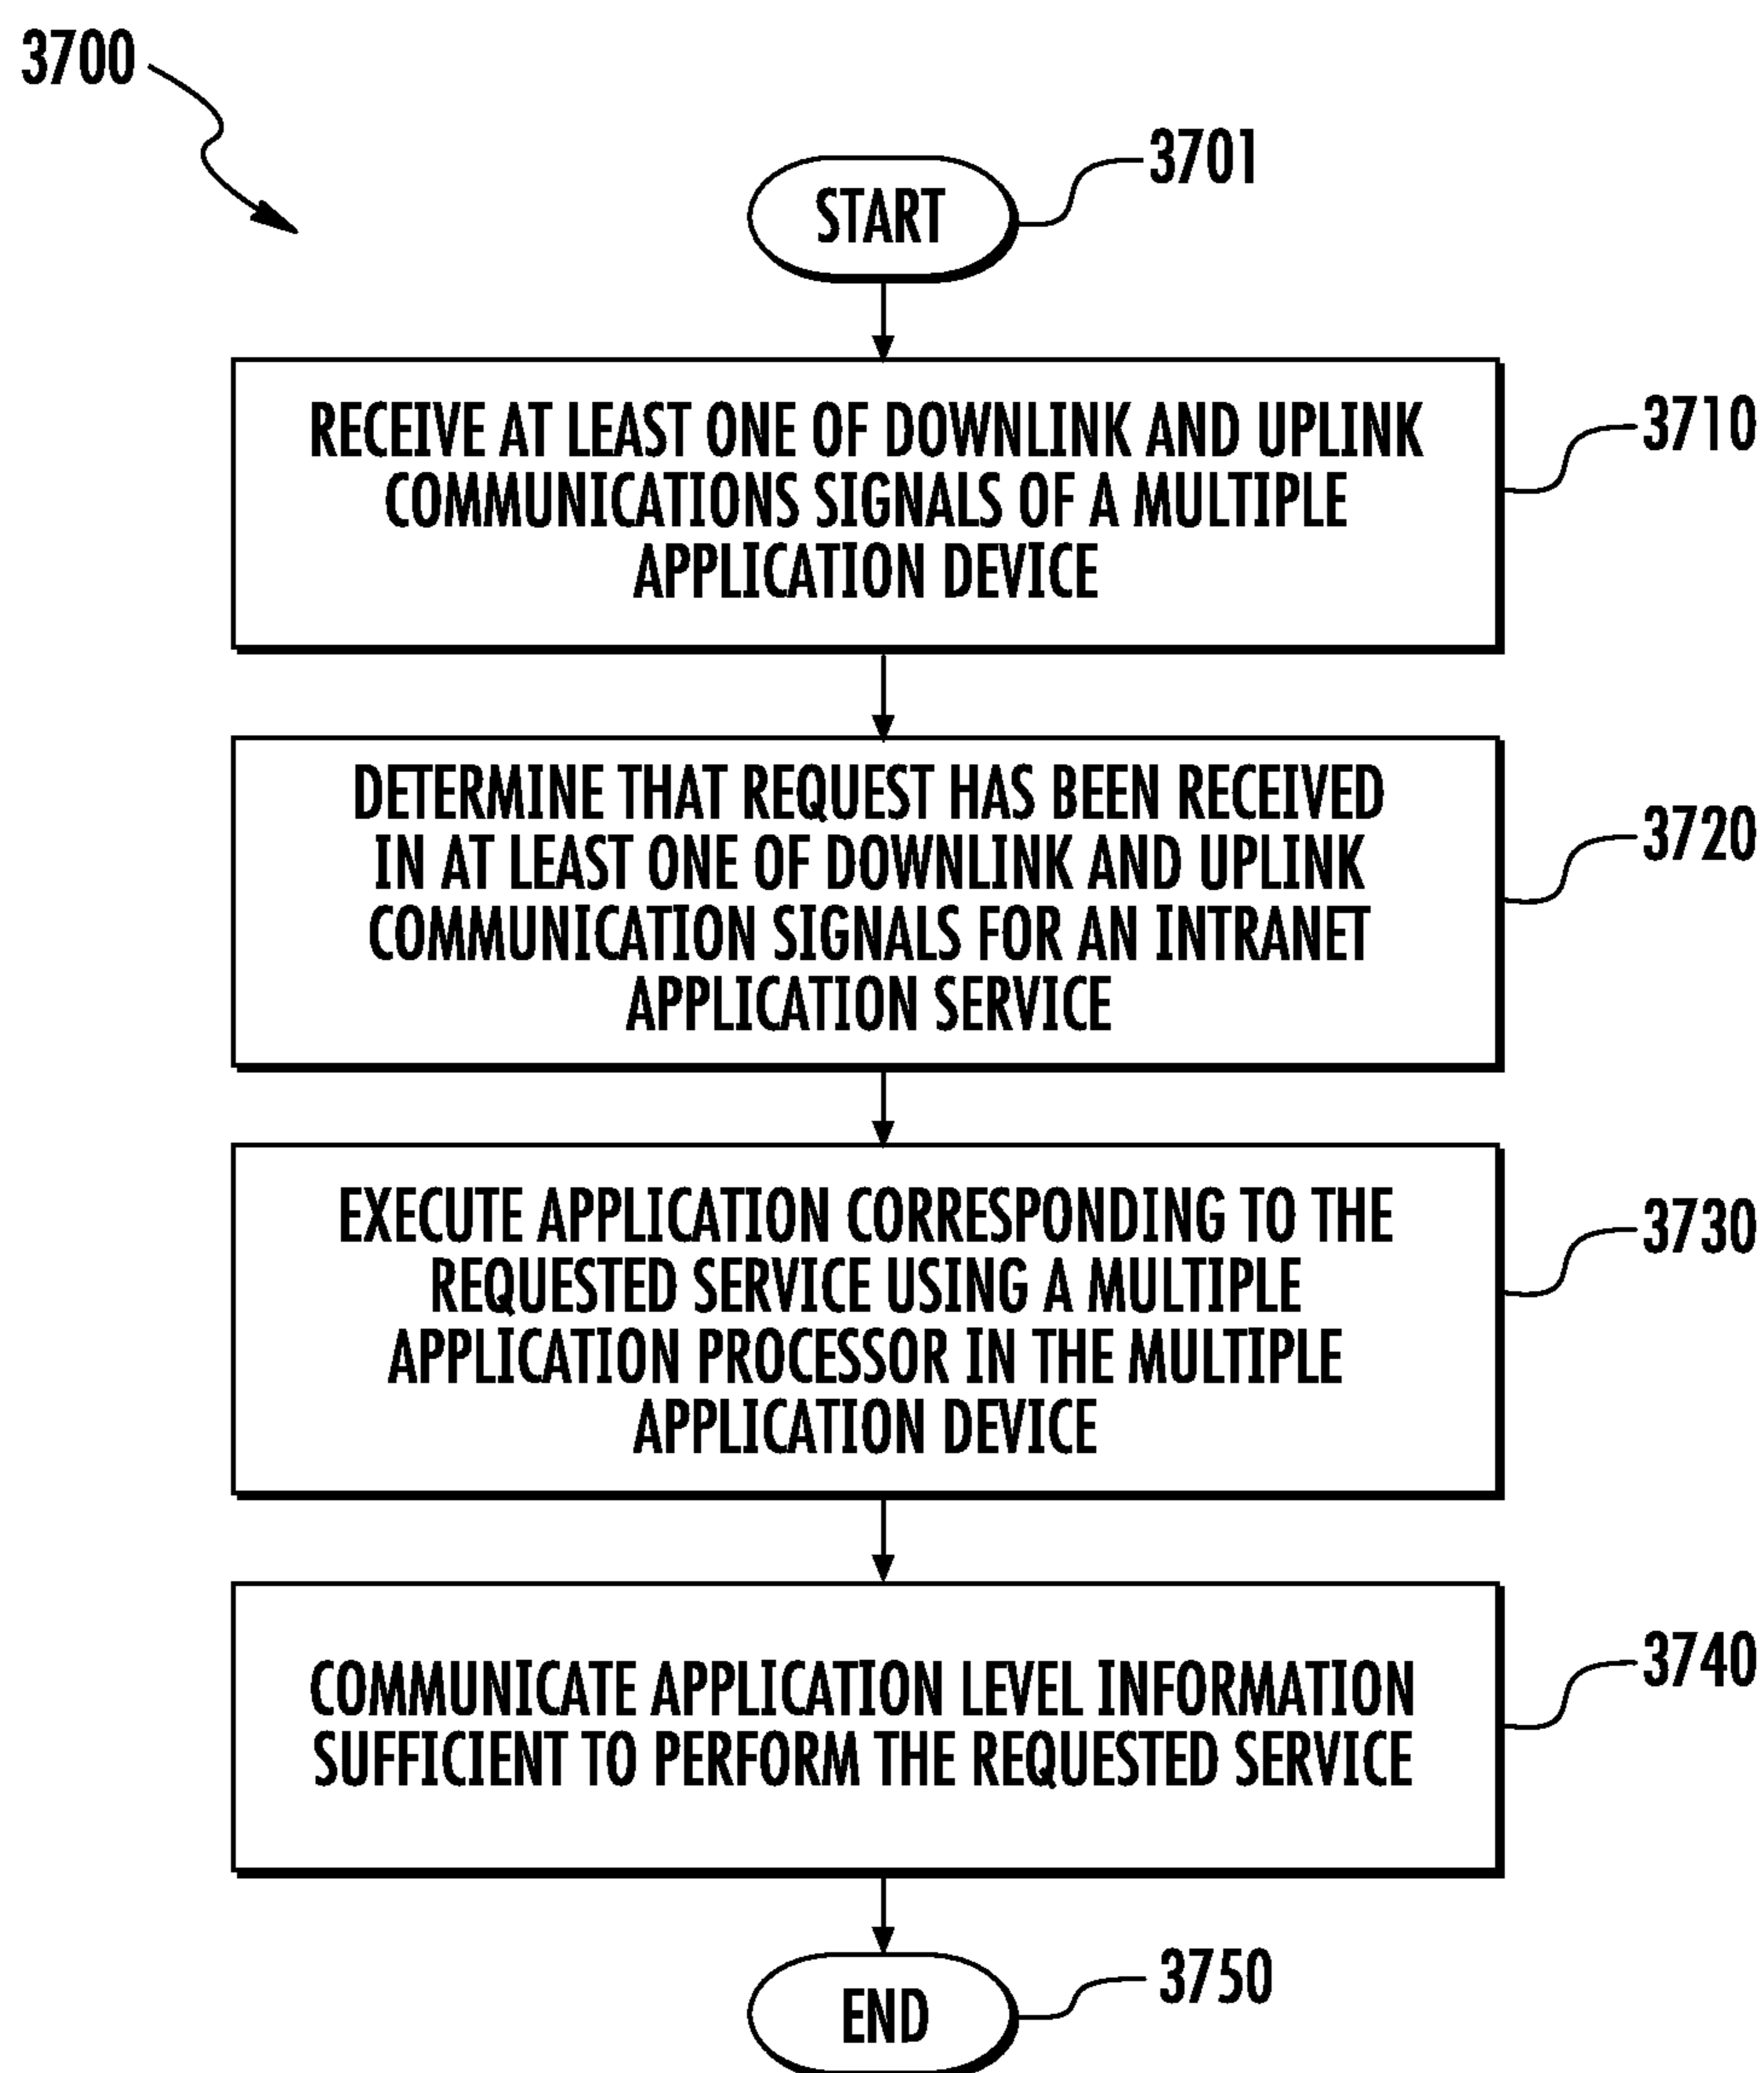 3700
START
3701
RECEIVE AT LEAST ONE OF DOWNLINK AND UPLINK
COMMUNICATIONS SIGNALS OF A MULTIPLE
APPLICATION DEVICE
3710
DETERMINE THAT REQUEST HAS BEEN RECEIVED
IN AT LEAST ONE OF DOWNLINK AND UPLINK
COMMUNICATION SIGNALS FOR AN INTRANET
APPLICATION SERVICE
3720
EXECUTE APPLICATION CORRESPONDING TO THE
REQUESTED SERVICE USING A MULTIPLE
APPLICATION PROCESSOR IN THE MULTIPLE
APPLICATION DEVICE
3730
COMMUNICATE APPLICATION LEVEL INFORMATION
SUFFICIENT TO PERFORM THE REQUESTED SERVICE
3740
END
3750